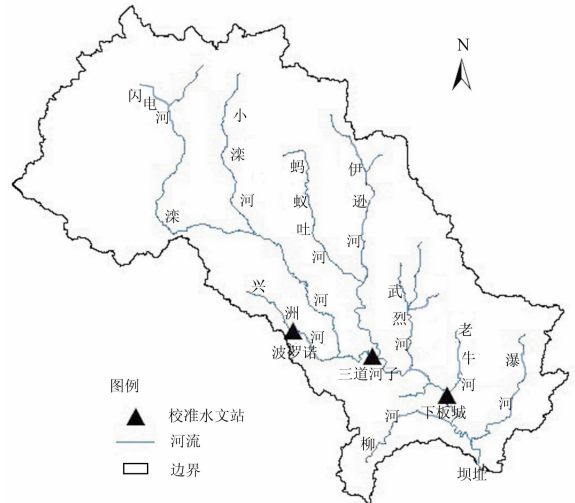 N
闪电河
小滦河
蚂蚁吐河
伊逊河
滦河
兴洲河
武烈河
老牛河
瀑河
波罗诺
三道河子
下板城
柳河
坝址
图例
校准水文站
河流
边界